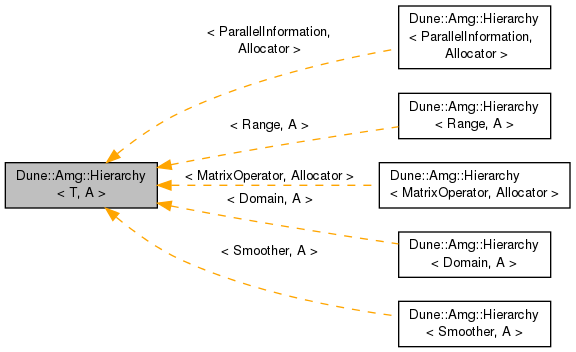 Dune::Amg::Hierarchy
< T, A >
< ParallelInformation,
Allocator >
< Range, A >
< MatrixOperator, Allocator >
< Domain, A >
< Smoother, A >
Dune::Amg::Hierarchy
< ParallelInformation,
Allocator >
Dune::Amg::Hierarchy
< Range, A >
Dune::Amg::Hierarchy
< MatrixOperator, Allocator >
Dune::Amg::Hierarchy
< Domain, A >
Dune::Amg::Hierarchy
< Smoother, A >